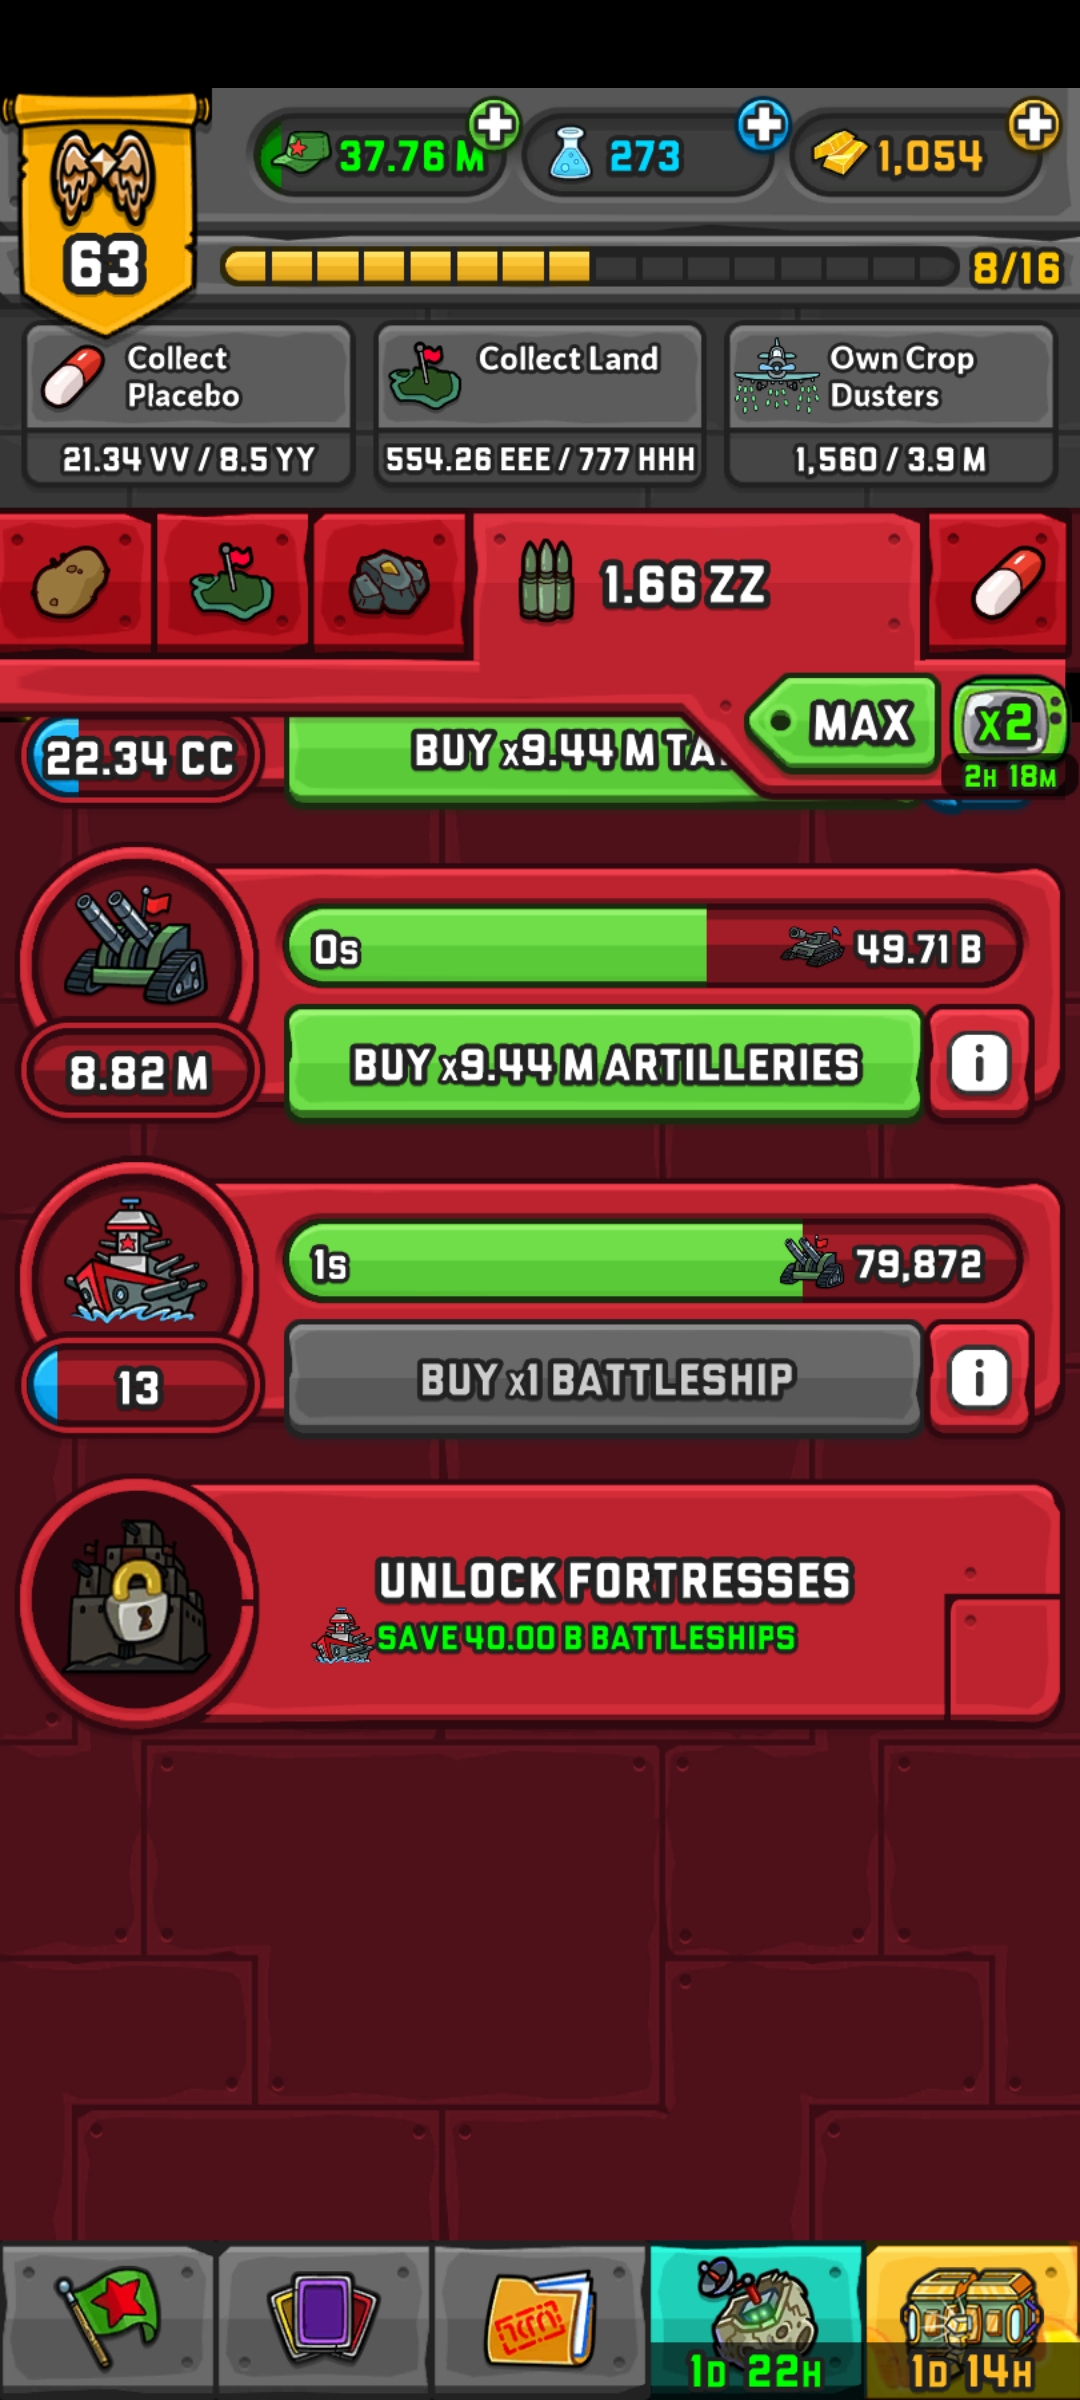 37.76 M
273
1,054
63
8/16
Collect
Placebo
21.34 VV / 8.5 YY
Collect Land
554.26 EEE / 777 HHH
Own Crop
Dusters
1,560 / 3.9 M
1.66 ZZ
MAX
x2
2H 18M
22.34 CC
BUY x9.44 M
0s
49.71 B
8.82 M
BUY x9.44 M ARTILLERIES
i
1s
79,872
13
BUY x1 BATTLESHIP
i
UNLOCK FORTRESSES
SAVE 40.00 B BATTLESHIPS
1D 22H
1D 14H